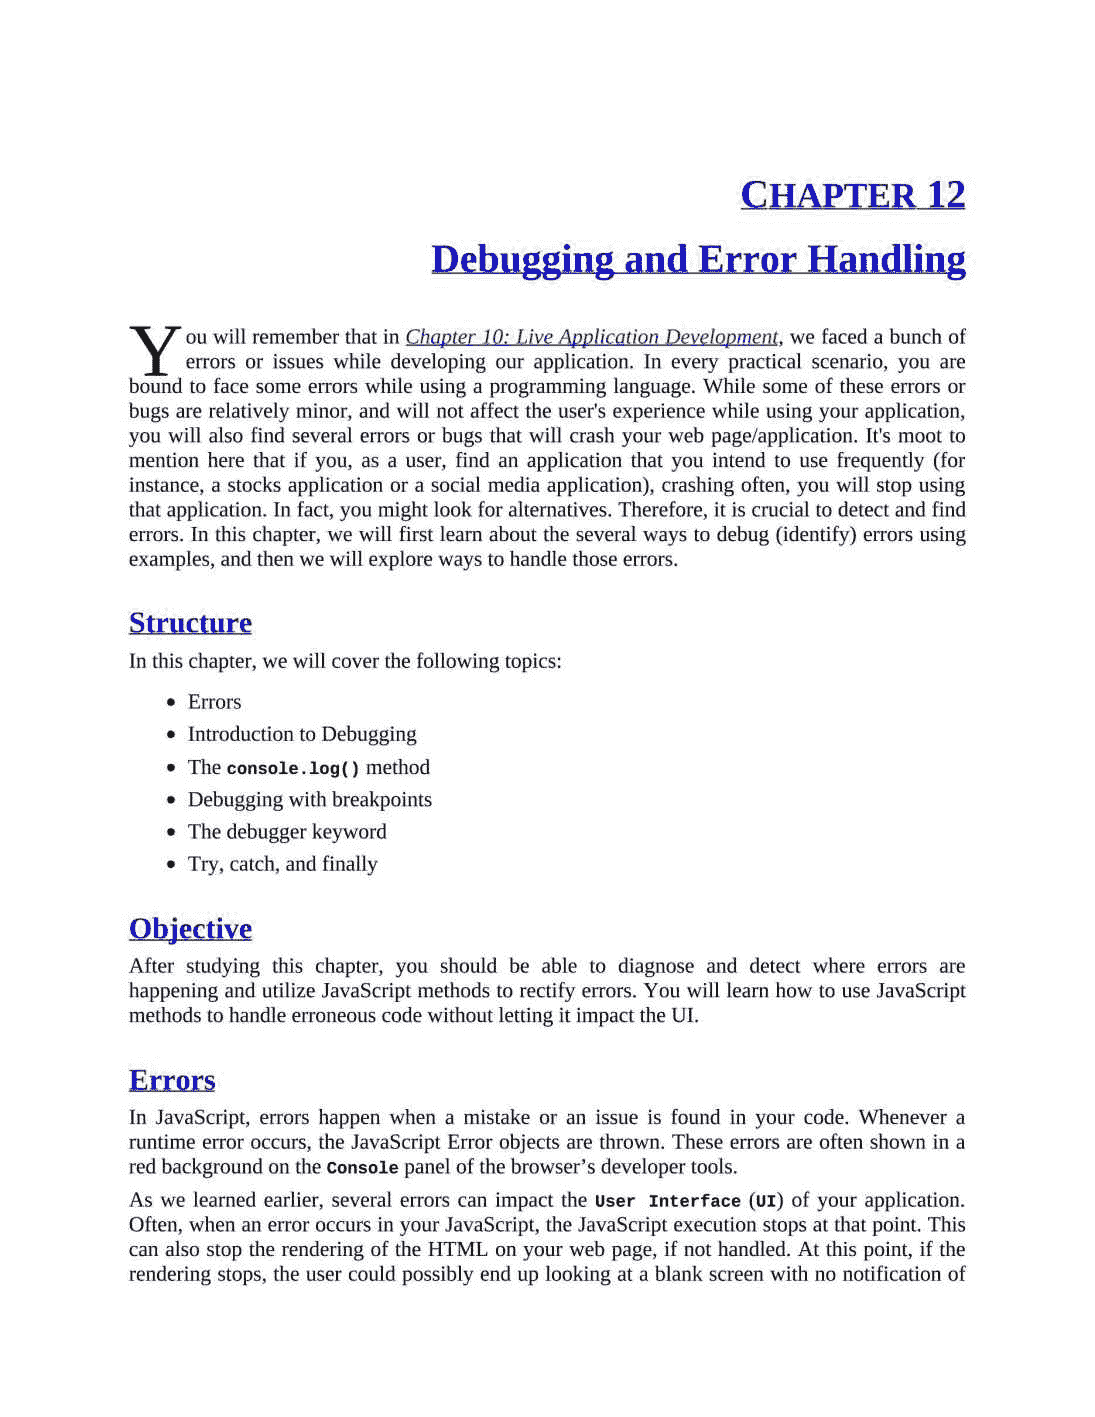 CHAPTER 12
Debugging and Error Handling
You will remember that in Chapter 10: Live Application Development, we faced a bunch of
errors or issues while developing our application. In every practical scenario, you are
bound to face some errors while using a programming language. While some of these errors or
bugs are relatively minor, and will not affect the user's experience while using your application,
you will also find several errors or bugs that will crash your web page/application. It's moot to
mention here that if you, as a user, find an application that you intend to use frequently (for
instance, a stocks application or a social media application), crashing often, you will stop using
that application. In fact, you might look for alternatives. Therefore, it is crucial to detect and find
errors. In this chapter, we will first learn about the several ways to debug (identify) errors using
examples, and then we will explore ways to handle those errors.
Structure
In this chapter, we will cover the following topics:
• Errors
• Introduction to Debugging
• The console.log() method
• Debugging with breakpoints
• The debugger keyword
• Try, catch, and finally
Objective
After studying this chapter, you should be able to diagnose and detect where errors are
happening and utilize JavaScript methods to rectify errors. You will learn how to use JavaScript
methods to handle erroneous code without letting it impact the UI.
Errors
In JavaScript, errors happen when a mistake or an issue is found in your code. Whenever a
runtime error occurs, the JavaScript Error objects are thrown. These errors are often shown in a
red background on the Console panel of the browser’s developer tools.
As we learned earlier, several errors can impact the User Interface (UI) of your application.
Often, when an error occurs in your JavaScript, the JavaScript execution stops at that point. This
can also stop the rendering of the HTML on your web page, if not handled. At this point, if the
rendering stops, the user could possibly end up looking at a blank screen with no notification of